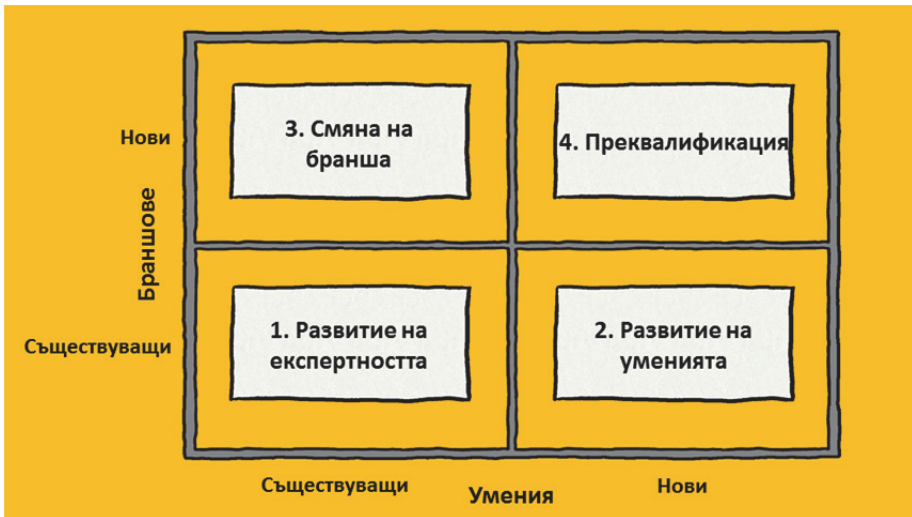 3. Смяна на
бранша
4. Преквалификация
Нови
Браншове
1. Развитие на
експертността
2. Развитие на
уменията
Съществуващи
Съществуващи
Умения
Нови